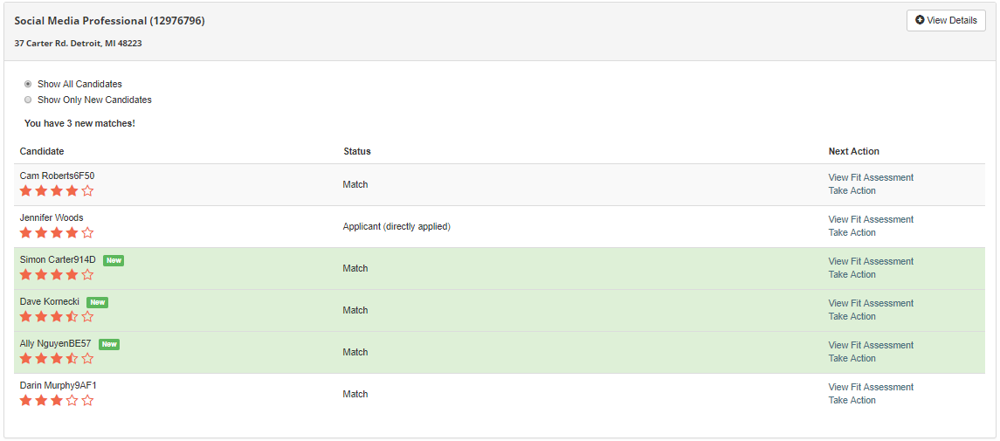 Social Media Professional (12976796)
View Details
37 Carter Rd. Detroit, MI 48223
Show All Candidates
Show Only New Candidates
You have 3 new matches!
Candidate Status Next Action
Cam Roberts6F50
Match
View Fit Assessment
Take Action
Jennifer Woods
Applicant (directly applied)
View Fit Assessment
Take Action
Simon Carter914D New
Match
View Fit Assessment
Take Action
Dave Kornecki New
Match
View Fit Assessment
Take Action
Ally NguyenBE57 New
Match
View Fit Assessment
Take Action
Darin Murphy9AF1
Match
View Fit Assessment
Take Action